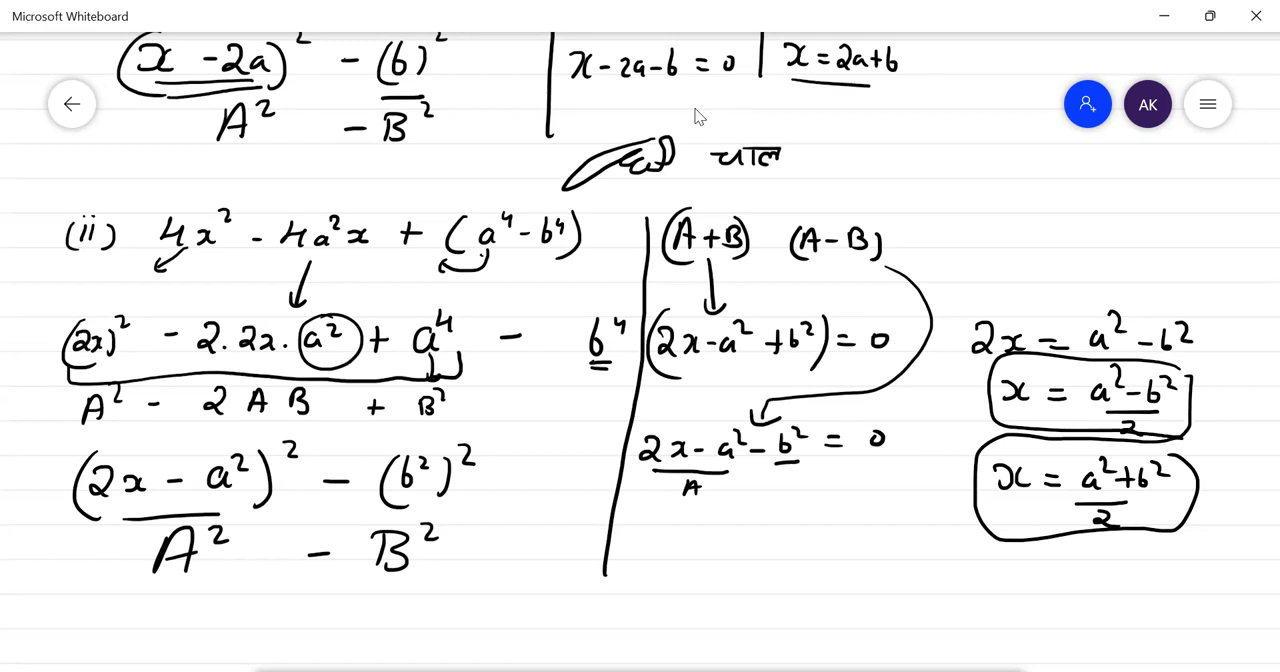 Microsoft Whiteboard
(x - 2a)² - (b)²
A² - B²
x - 2a - b = 0 | x = 2a + b
AK
(ii) 4x² - 4a²x + (a⁴ - b⁴)
(2x)² - 2. 2x. a² + a⁴ - b⁴
A² - 2 A B + B²
(2x - a²)² - (b²)²
A² - B²
(A + B) (A - B)
(2x - a² + b²) = 0
2x - a² - b² = 0
A
2x = a² - b²
x = a² - b² / 2
x = a² + b² / 2